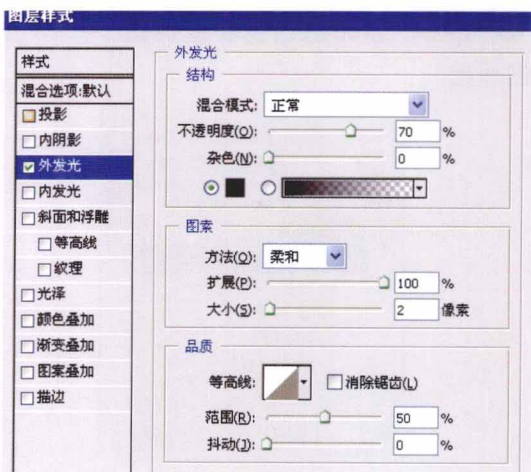 图层样式
样式
混合选项:默认
投影
内阴影
外发光
内发光
斜面和浮雕
等高线
纹理
光泽
颜色叠加
渐变叠加
图案叠加
描边
外发光
结构
混合模式: 正常
不透明度(O): 70 %
杂色(N): 0 %
图素
方法(Q): 柔和
扩展(P): 100 %
大小(S): 2 像素
品质
等高线: 消除锯齿(L)
范围(R): 50 %
抖动(J): 0 %